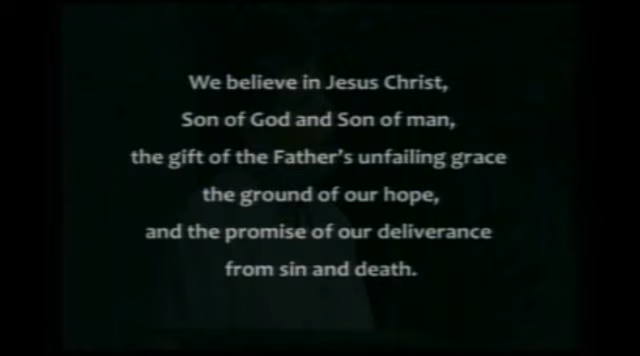 We believe in Jesus Christ,
Son of God and Son of man,
the gift of the Father's unfailing grace
the ground of our hope,
and the promise of our deliverance
from sin and death.